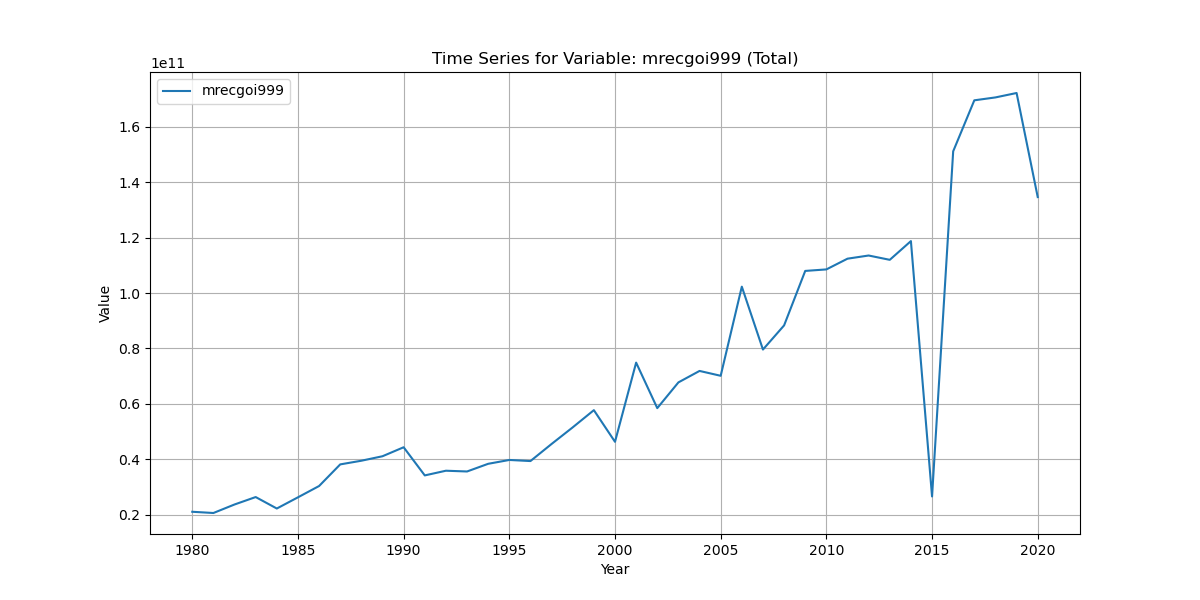 Time Series for Variable: mrecgoi999 (Total)
1e11
mrecgoi999
1.6
1.4
1.2
1.0
0.8
0.6
0.4
0.2
Value
1980 1985 1990 1995 2000 2005 2010 2015 2020
Year